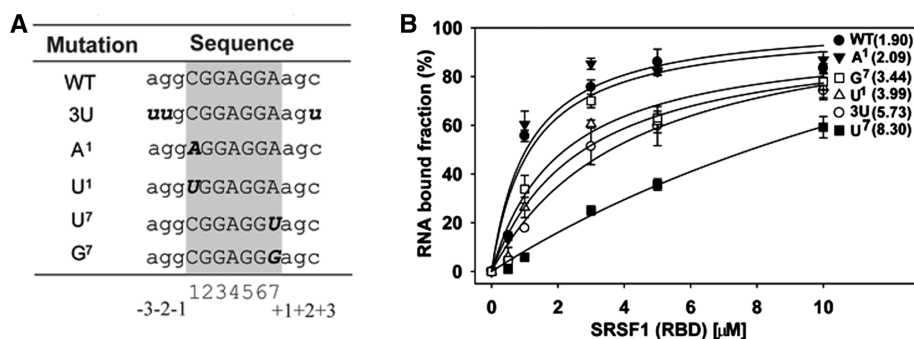 A
Mutation Sequence
WT aggCGGAGGAagc
3U uugCGGAGGAagu
A¹ aggAGGAGGAagc
U¹ aggUGGAGGAagc
U⁷ aggCGGAGGUagc
G⁷ aggCGGAGGGagc
1234567
-3-2-1 +1+2+3
B
RNA bound fraction (%)
100
80
60
40
20
0
0 2 4 6 8 10
SRSF1 (RBD) [µM]
WT(1.90)
A¹(2.09)
G⁷(3.44)
U¹(3.99)
3U(5.73)
U⁷(8.30)